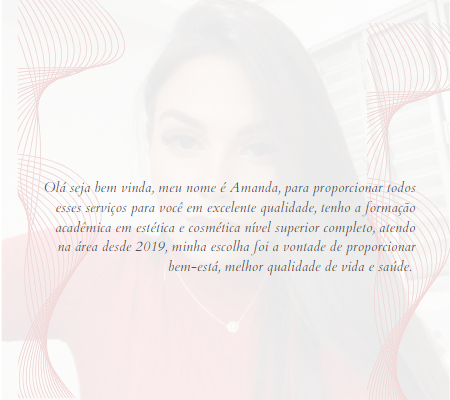 Olá seja bem vinda, meu nome é Amanda, para proporcionar todos
esses serviços para você em excelente qualidade, tenho a formação
acadêmica em estética e cosmética nível superior completo, atendo
na área desde 2019, minha escolha foi a vontade de proporcionar
bem-está, melhor qualidade de vida e saúde.